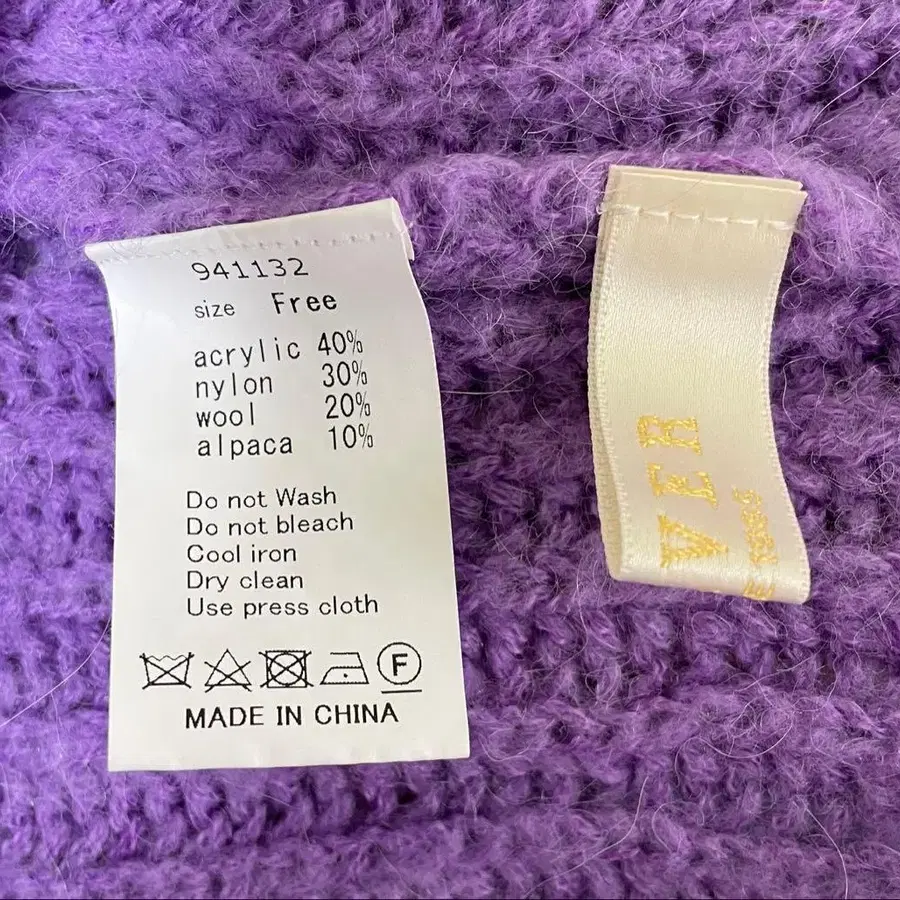 941132
size Free
acrylic 40%
nylon 30%
wool 20%
alpaca 10%
Do not Wash
Do not bleach
Cool iron
Dry clean
Use press cloth
F
MADE IN CHINA
VER